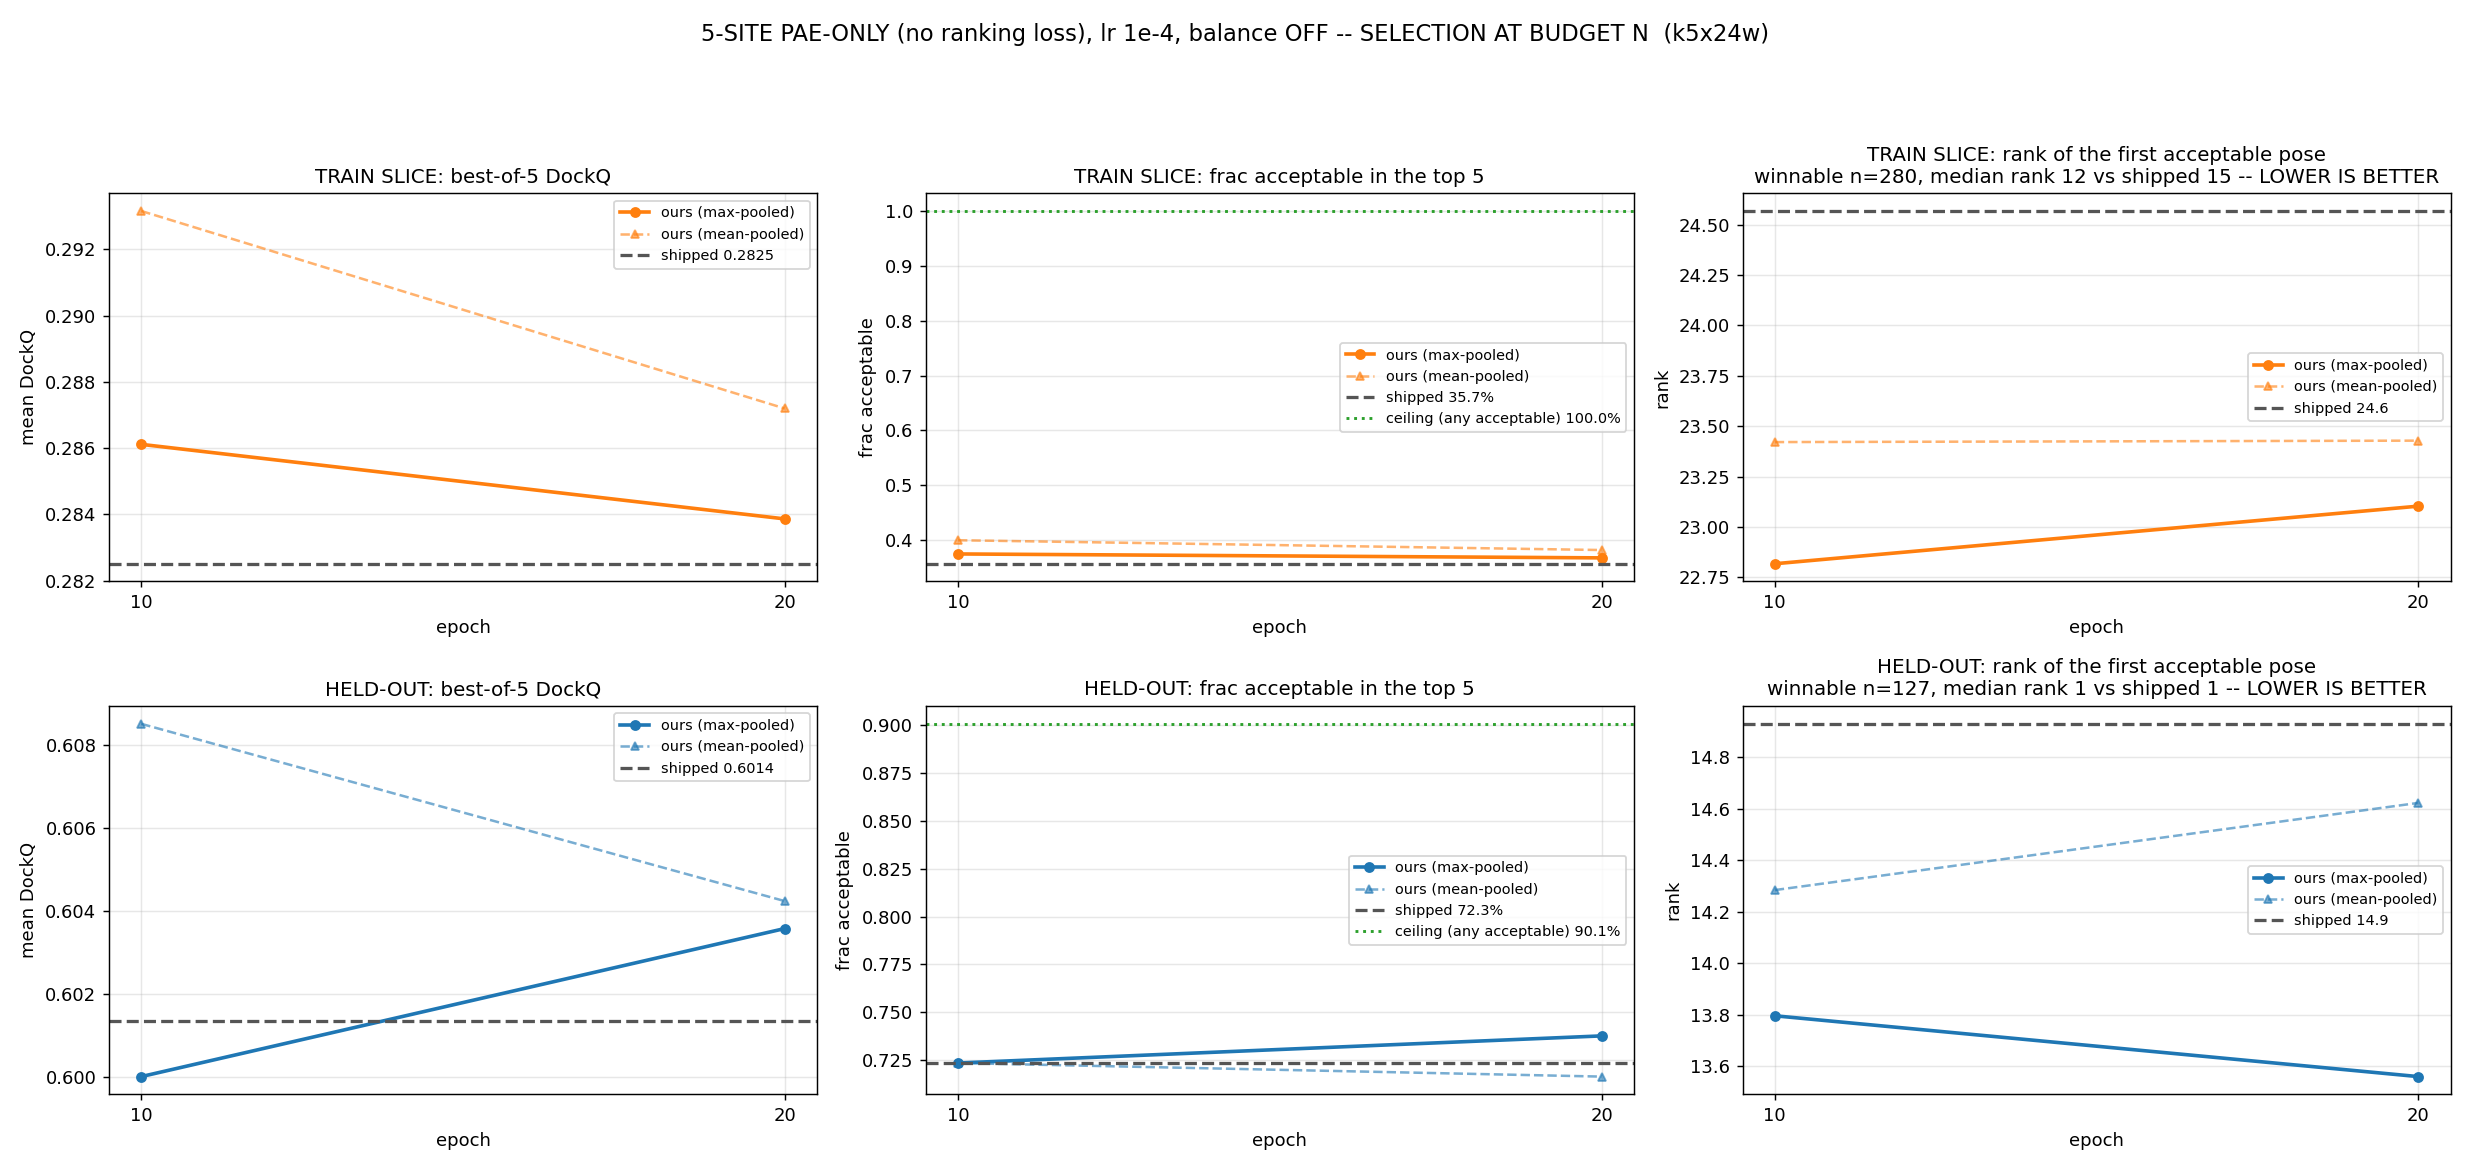 5-SITE PAE-ONLY (no ranking loss), lr 1e-4, balance OFF -- SELECTION AT BUDGET N  (k5x24w)
TRAIN SLICE: best-of-5 DockQ
mean DockQ
0.292
0.290
0.288
0.286
0.284
0.282
10
20
epoch
ours (max-pooled)
ours (mean-pooled)
shipped 0.2825
TRAIN SLICE: frac acceptable in the top 5
frac acceptable
1.0
0.9
0.8
0.7
0.6
0.5
0.4
10
20
epoch
ours (max-pooled)
ours (mean-pooled)
shipped 35.7%
ceiling (any acceptable) 100.0%
TRAIN SLICE: rank of the first acceptable pose
winnable n=280, median rank 12 vs shipped 15 -- LOWER IS BETTER
rank
24.50
24.25
24.00
23.75
23.50
23.25
23.00
22.75
10
20
epoch
ours (max-pooled)
ours (mean-pooled)
shipped 24.6
HELD-OUT: best-of-5 DockQ
mean DockQ
0.608
0.606
0.604
0.602
0.600
10
20
epoch
ours (max-pooled)
ours (mean-pooled)
shipped 0.6014
HELD-OUT: frac acceptable in the top 5
frac acceptable
0.900
0.875
0.850
0.825
0.800
0.775
0.750
0.725
10
20
epoch
ours (max-pooled)
ours (mean-pooled)
shipped 72.3%
ceiling (any acceptable) 90.1%
HELD-OUT: rank of the first acceptable pose
winnable n=127, median rank 1 vs shipped 1 -- LOWER IS BETTER
rank
14.8
14.6
14.4
14.2
14.0
13.8
13.6
10
20
epoch
ours (max-pooled)
ours (mean-pooled)
shipped 14.9